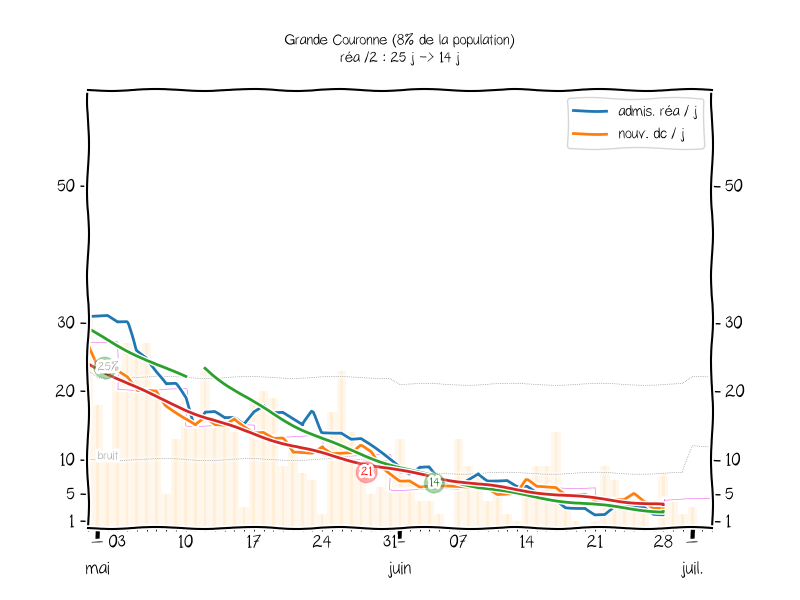 Grande Couronne (8% de la population)
réa /2 : 25 j -> 14 j
admis. réa / j
nouv. dc / j
50
50
30
30
25%
20
20
bruit
10
10
21
14
5
5
1
1
03 10 17 24 31 07 14 21 28
mai juin juil.